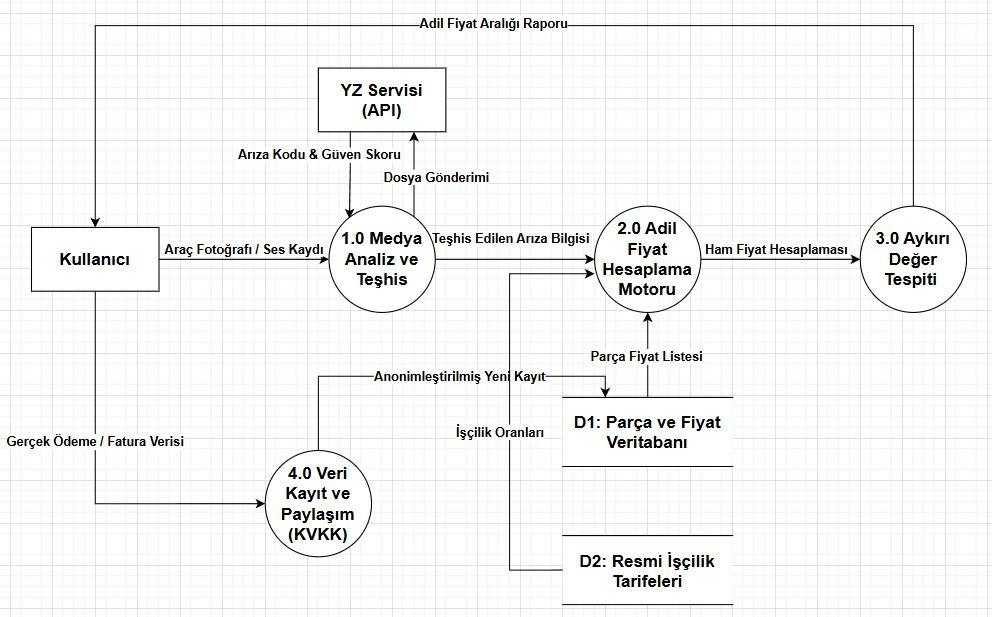 Adil Fiyat Aralığı Raporu
YZ Servisi
(API)
Arıza Kodu & Güven Skoru
Dosya Gönderimi
Kullanıcı
Araç Fotoğrafı / Ses Kaydı
1.0 Medya
Analiz ve
Teşhis
Teşhis Edilen Arıza Bilgisi
2.0 Adil
Fiyat
Hesaplama
Motoru
Ham Fiyat Hesaplaması
3.0 Aykırı
Değer
Tespiti
Parça Fiyat Listesi
Anonimleştirilmiş Yeni Kayıt
İşçilik Oranları
D1: Parça ve Fiyat
Veritabanı
Gerçek Ödeme / Fatura Verisi
4.0 Veri
Kayıt ve
Paylaşım
(KVKK)
D2: Resmi İşçilik
Tarifeleri